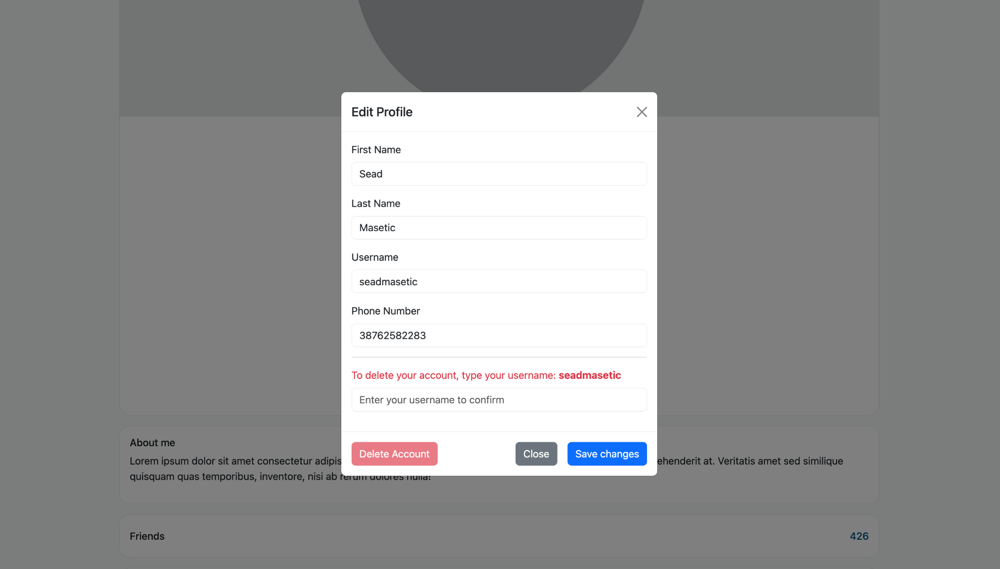 Edit Profile
First Name
Sead
Last Name
Masetic
Username
seadmasetic
Phone Number
38762582283
To delete your account, type your username: seadmasetic
Enter your username to confirm
Delete Account
Close
Save changes
About me
Lorem ipsum dolor sit amet consectetur adipis ehenderit at. Veritatis amet sed similique
quisquam quas temporibus, inventore, nisi ab rerum dolores nulla!
Friends
426